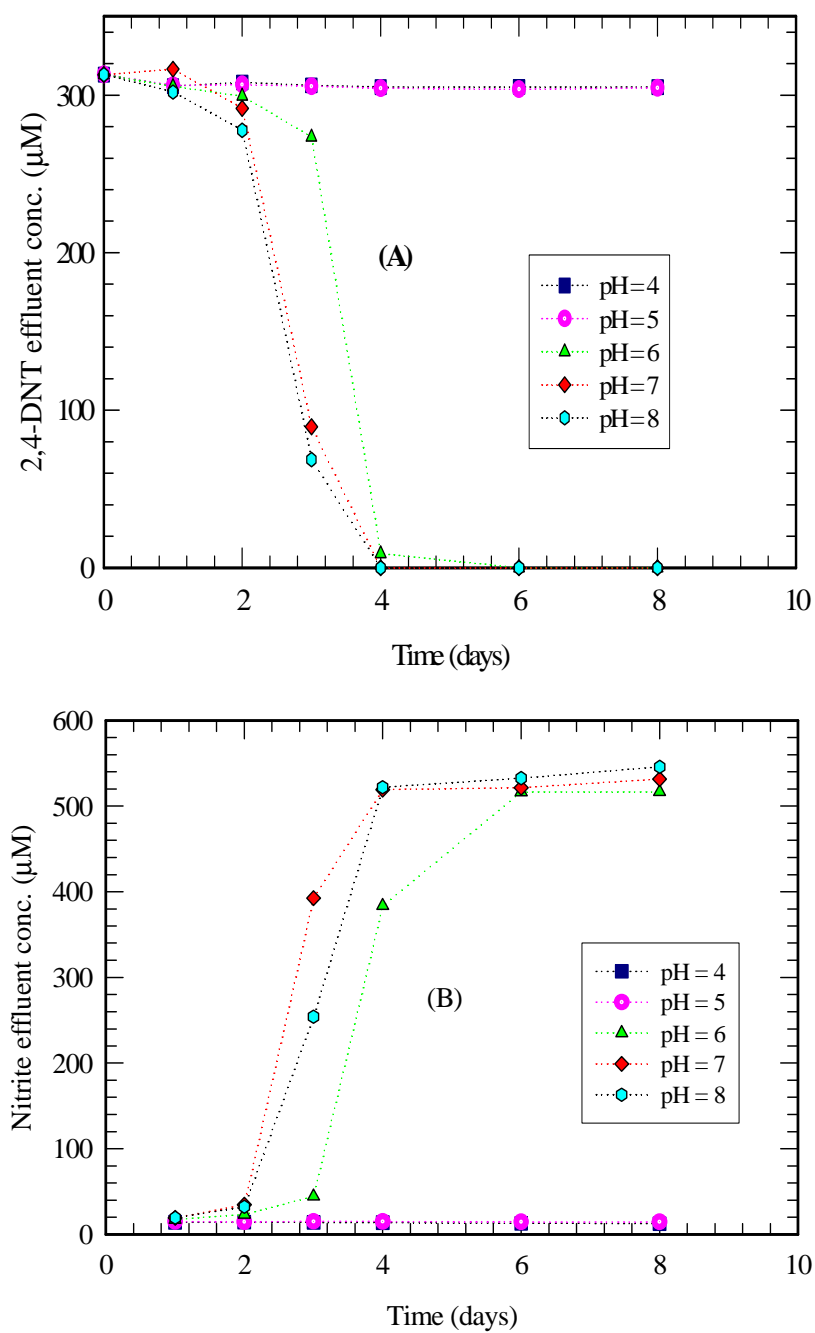 300
200
100
0
2,4-DNT effluent conc. (μM)
(A)
pH=4
pH=5
pH=6
pH=7
pH=8
0 2 4 6 8 10
Time (days)
600
500
400
300
200
100
0
Nitrite effluent conc. (μM)
(B)
pH = 4
pH = 5
pH = 6
pH = 7
pH = 8
0 2 4 6 8 10
Time (days)